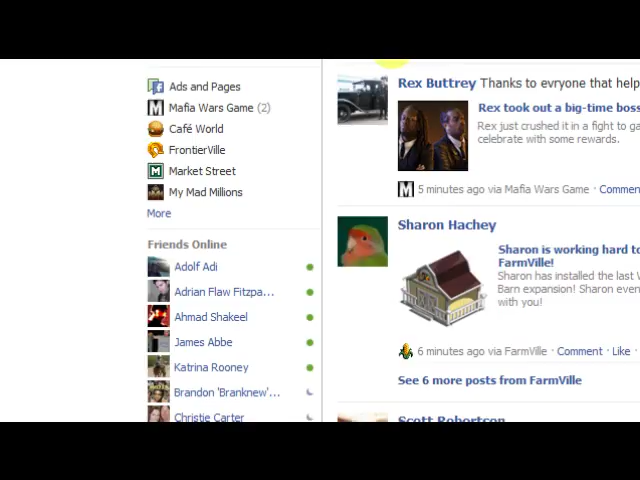 Ads and Pages
Mafia Wars Game (2)
Café World
FrontierVille
Market Street
My Mad Millions
More
Friends Online
Adolf Adi
Adrian Flaw Fitzpa...
Ahmad Shakeel
James Abbe
Katrina Rooney
Brandon 'Branknew'...
Christie Carter
Rex Buttrey Thanks to evryone that help
Rex took out a big-time boss
Rex just crushed it in a fight to ga
celebrate with some rewards.
5 minutes ago via Mafia Wars Game · Commen
Sharon Hachey
Sharon is working hard to
FarmVille!
Sharon has installed the last W
Barn expansion! Sharon even
with you!
6 minutes ago via FarmVille · Comment · Like ·
See 6 more posts from FarmVille
Scott Robertson